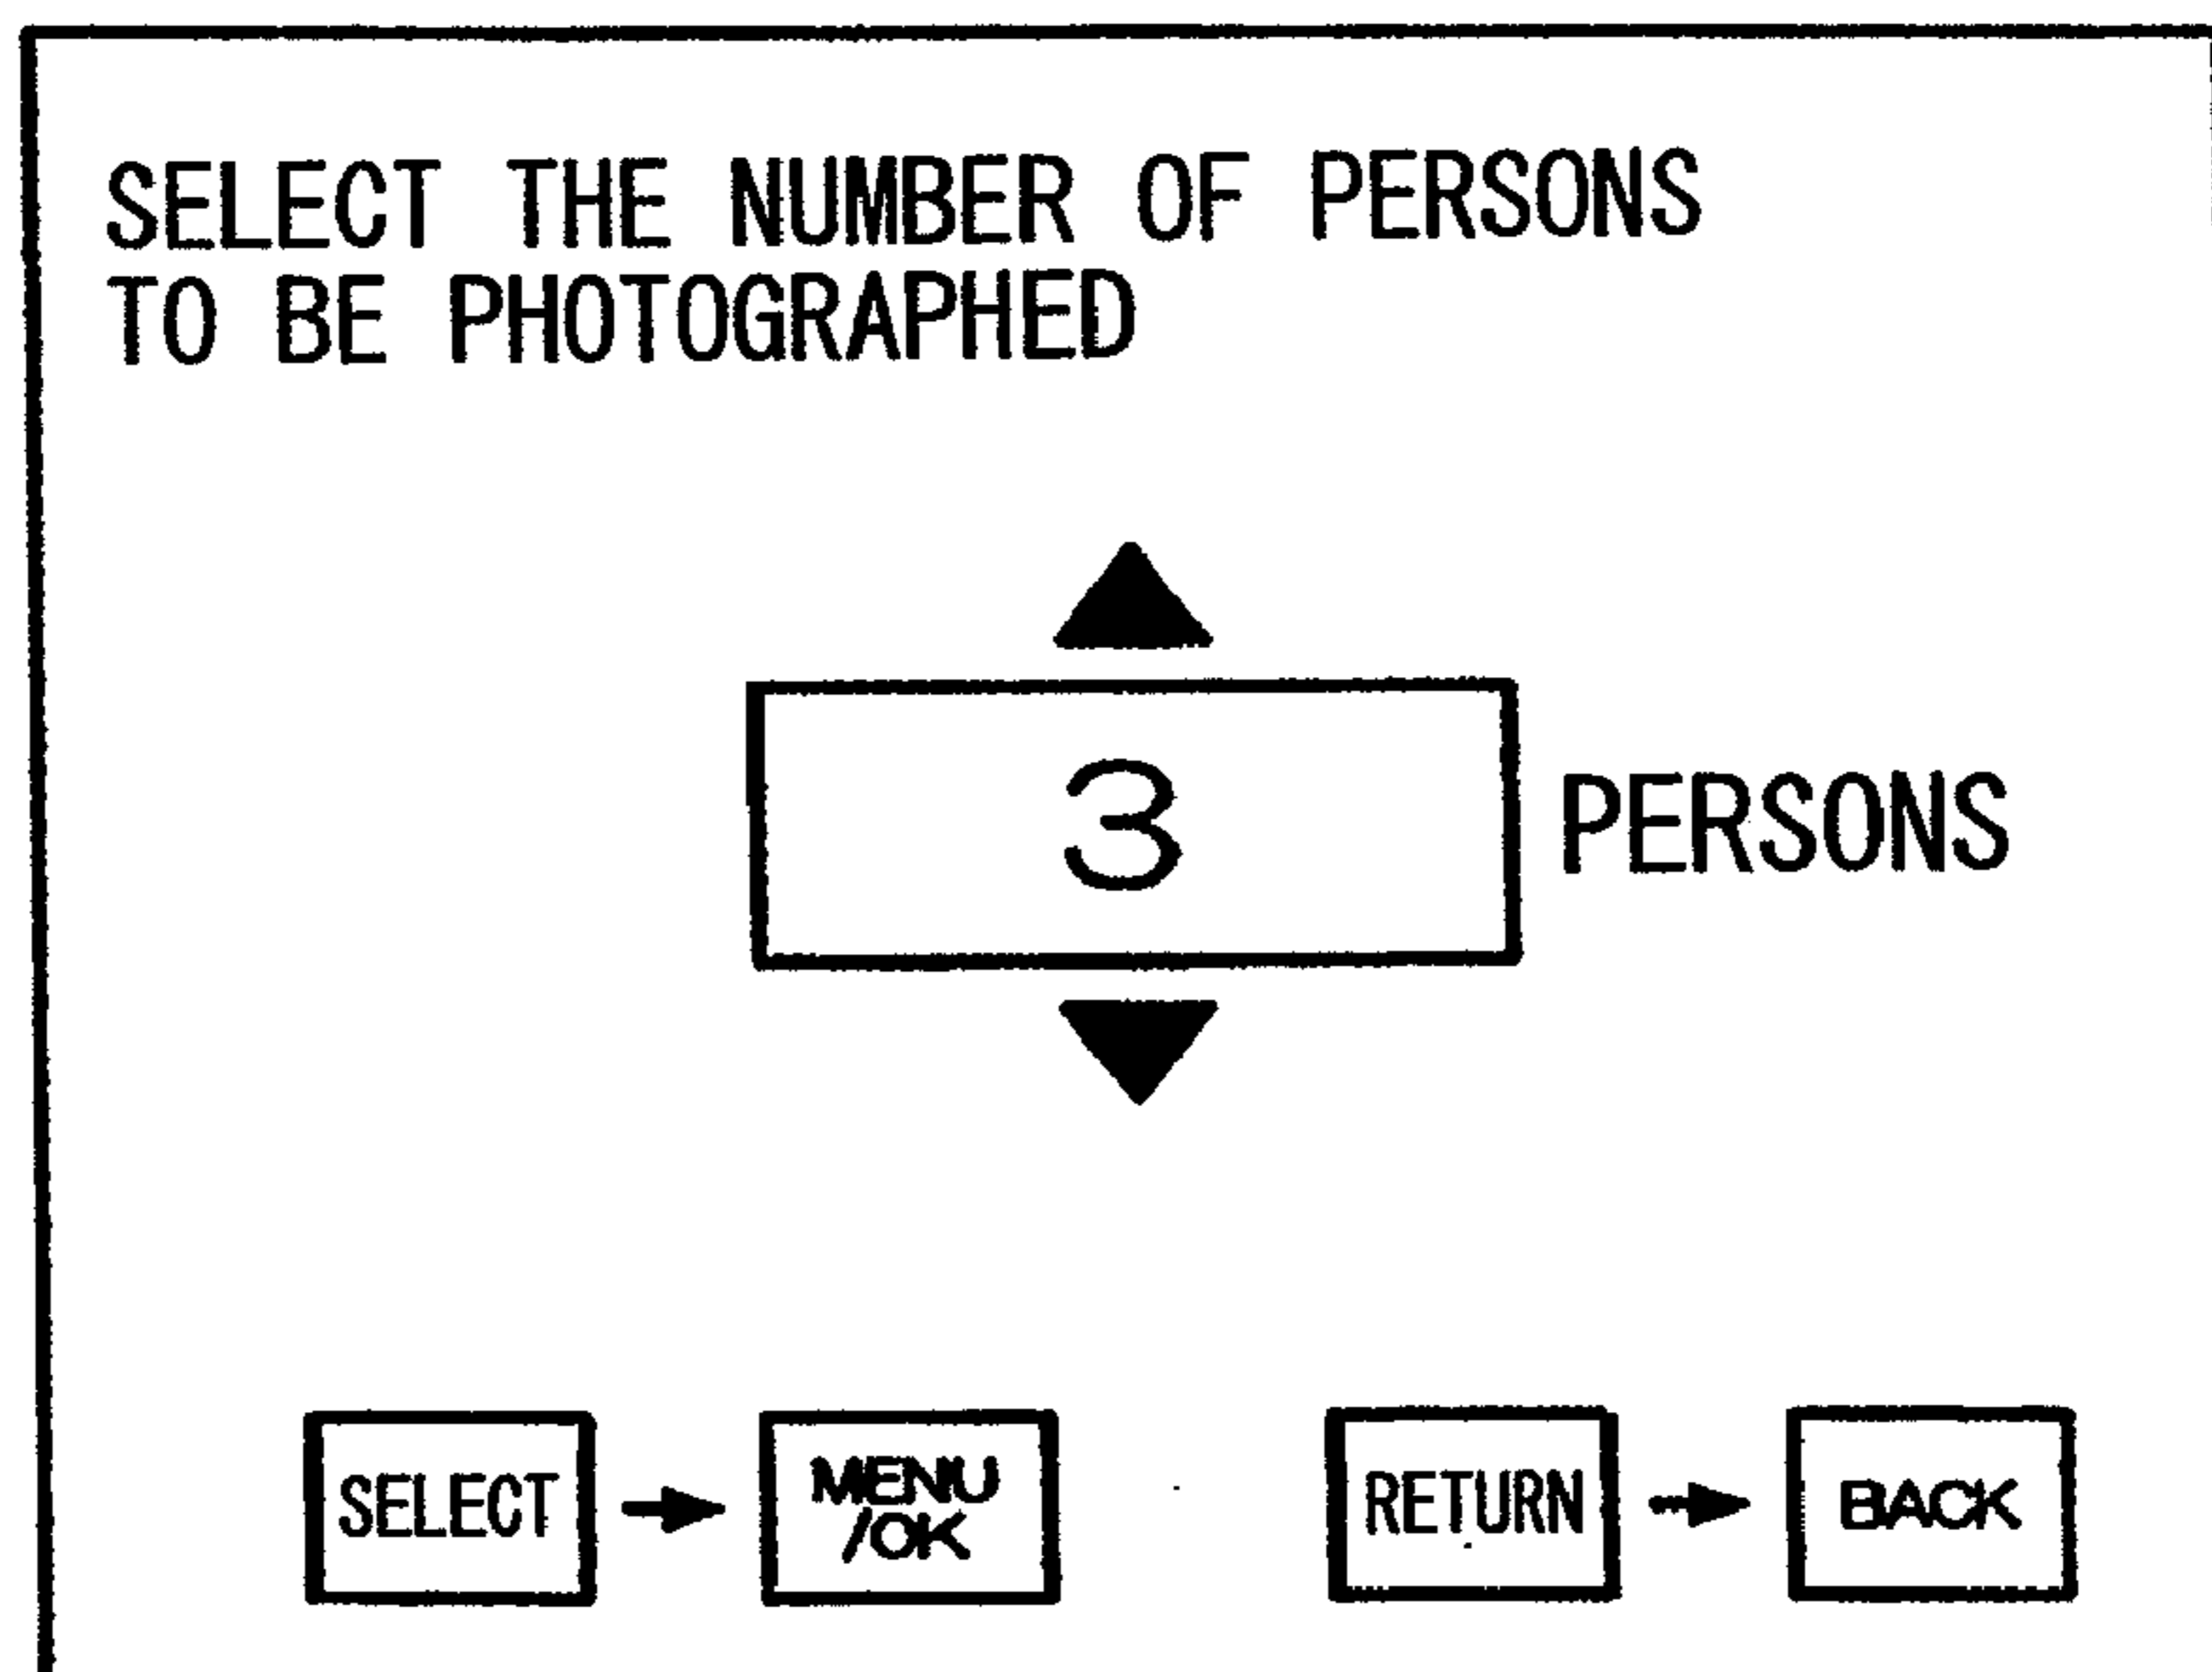 SELECT THE NUMBER OF PERSONS
TO BE PHOTOGRAPHED
3 PERSONS
SELECT MENU RETURN BACK
/OK